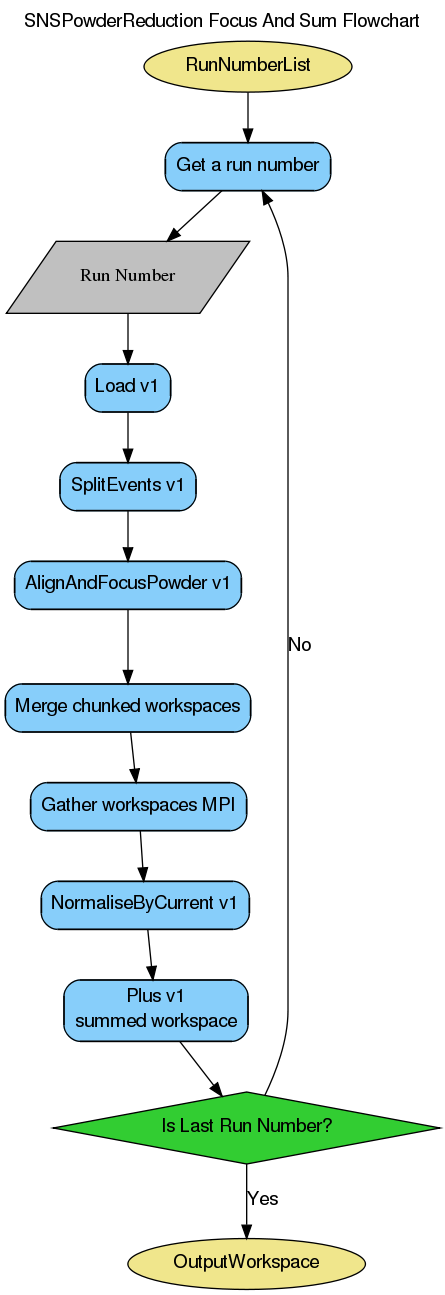 SNSPowderReduction Focus And Sum Flowchart
RunNumberList
Get a run number
Run Number
Load v1
SplitEvents v1
AlignAndFocusPowder v1
No
Merge chunked workspaces
Gather workspaces MPI
NormaliseByCurrent v1
Plus v1
summed workspace
Is Last Run Number?
Yes
OutputWorkspace